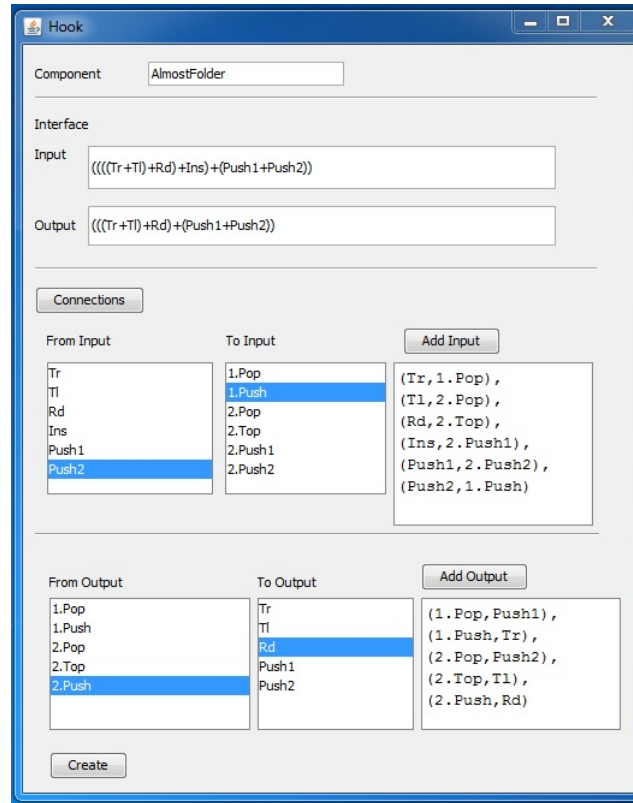 Hook
Component AlmostFolder
Interface
Input ((((Tr+Tl)+Rd)+Ins)+(Push1+Push2))
Output (((Tr+Tl)+Rd)+(Push1+Push2))
Connections
From Input To Input Add Input
Tr
Tl
Rd
Ins
Push1
Push2
1.Pop
1.Push
2.Pop
2.Top
2.Push1
2.Push2
(Tr,1.Pop),
(Tl,2.Pop),
(Rd,2.Top),
(Ins,2.Push1),
(Push1,2.Push2),
(Push2,1.Push)
From Output To Output Add Output
1.Pop
1.Push
2.Pop
2.Top
2.Push
Tr
Tl
Rd
Push1
Push2
(1.Pop,Push1),
(1.Push,Tr),
(2.Pop,Push2),
(2.Top,Tl),
(2.Push,Rd)
Create